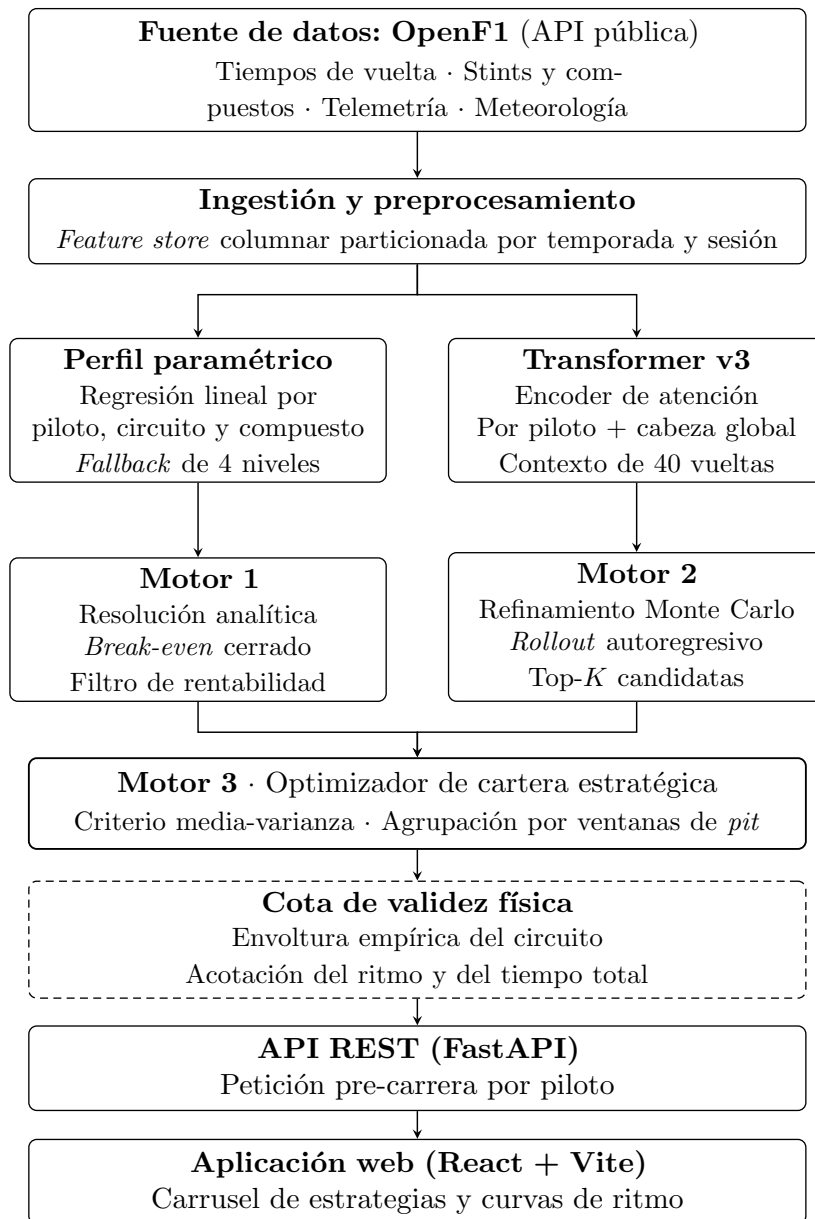 Fuente de datos: OpenF1 (API pública)
Tiempos de vuelta · Stints y com-
puestos · Telemetría · Meteorología
Ingestión y preprocesamiento
Feature store columnar particionada por temporada y sesión
Perfil paramétrico
Regresión lineal por
piloto, circuito y compuesto
Fallback de 4 niveles
Transformer v3
Encoder de atención
Por piloto + cabeza global
Contexto de 40 vueltas
Motor 1
Resolución analítica
Break-even cerrado
Filtro de rentabilidad
Motor 2
Refinamiento Monte Carlo
Rollout autoregresivo
Top-K candidatas
Motor 3 · Optimizador de cartera estratégica
Criterio media-varianza · Agrupación por ventanas de pit
Cota de validez física
Envoltura empírica del circuito
Acotación del ritmo y del tiempo total
API REST (FastAPI)
Petición pre-carrera por piloto
Aplicación web (React + Vite)
Carrusel de estrategias y curvas de ritmo